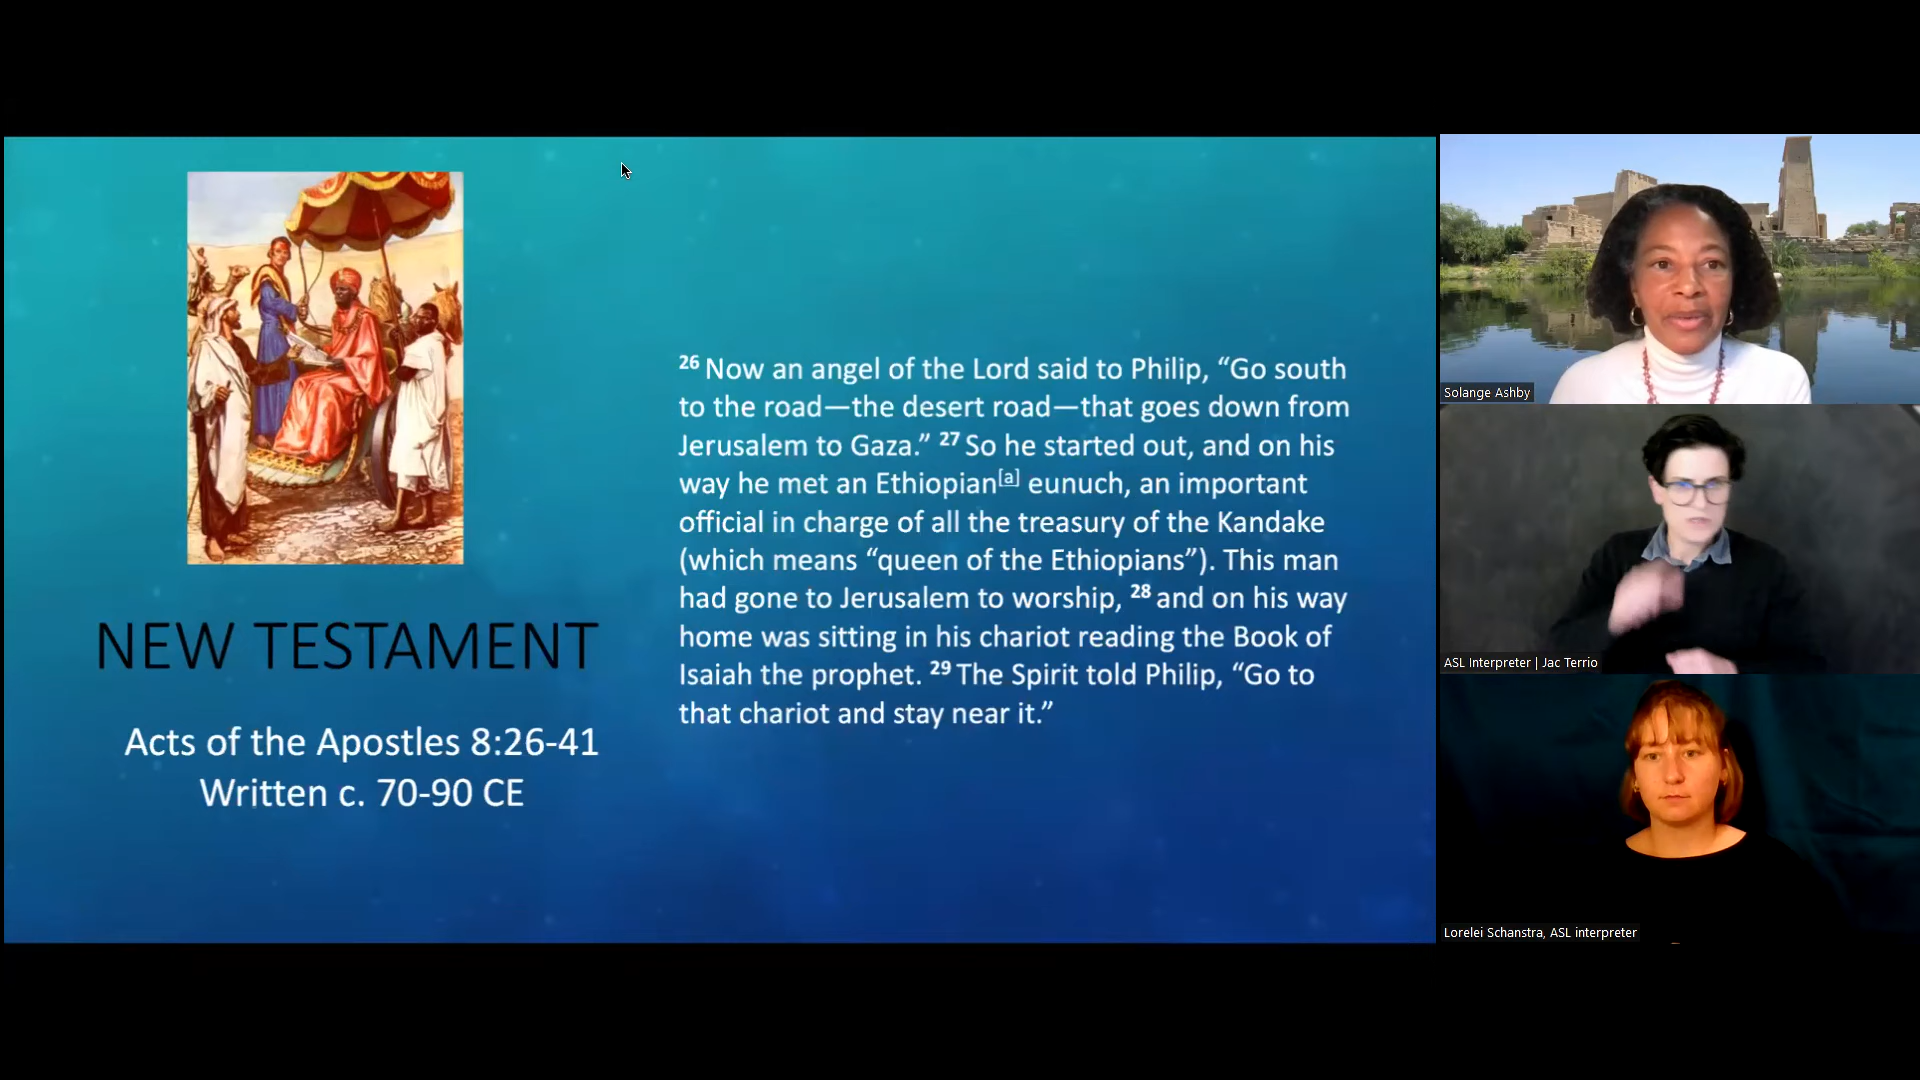 NEW TESTAMENT
Acts of the Apostles 8:26-41
Written c. 70-90 CE
26 Now an angel of the Lord said to Philip, “Go south
to the road—the desert road—that goes down from
Jerusalem to Gaza.” 27 So he started out, and on his
way he met an Ethiopian[a] eunuch, an important
official in charge of all the treasury of the Kandake
(which means “queen of the Ethiopians”). This man
had gone to Jerusalem to worship, 28 and on his way
home was sitting in his chariot reading the Book of
Isaiah the prophet. 29 The Spirit told Philip, “Go to
that chariot and stay near it.”
Solange Ashby
ASL Interpreter | Jac Terrio
Lorelei Schanstra, ASL interpreter